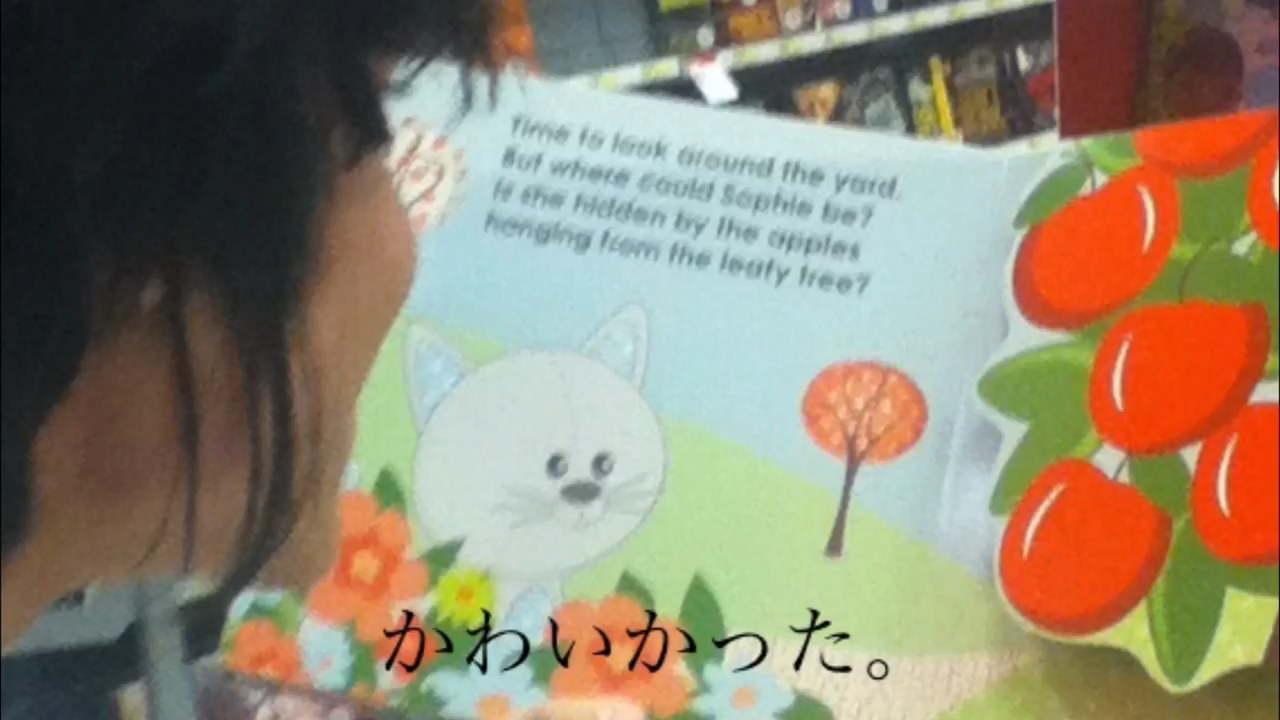 Time to look around the yard.
But where could Sophie be?
Is she hidden by the apples
hanging from the leafy tree?
かわいかった。